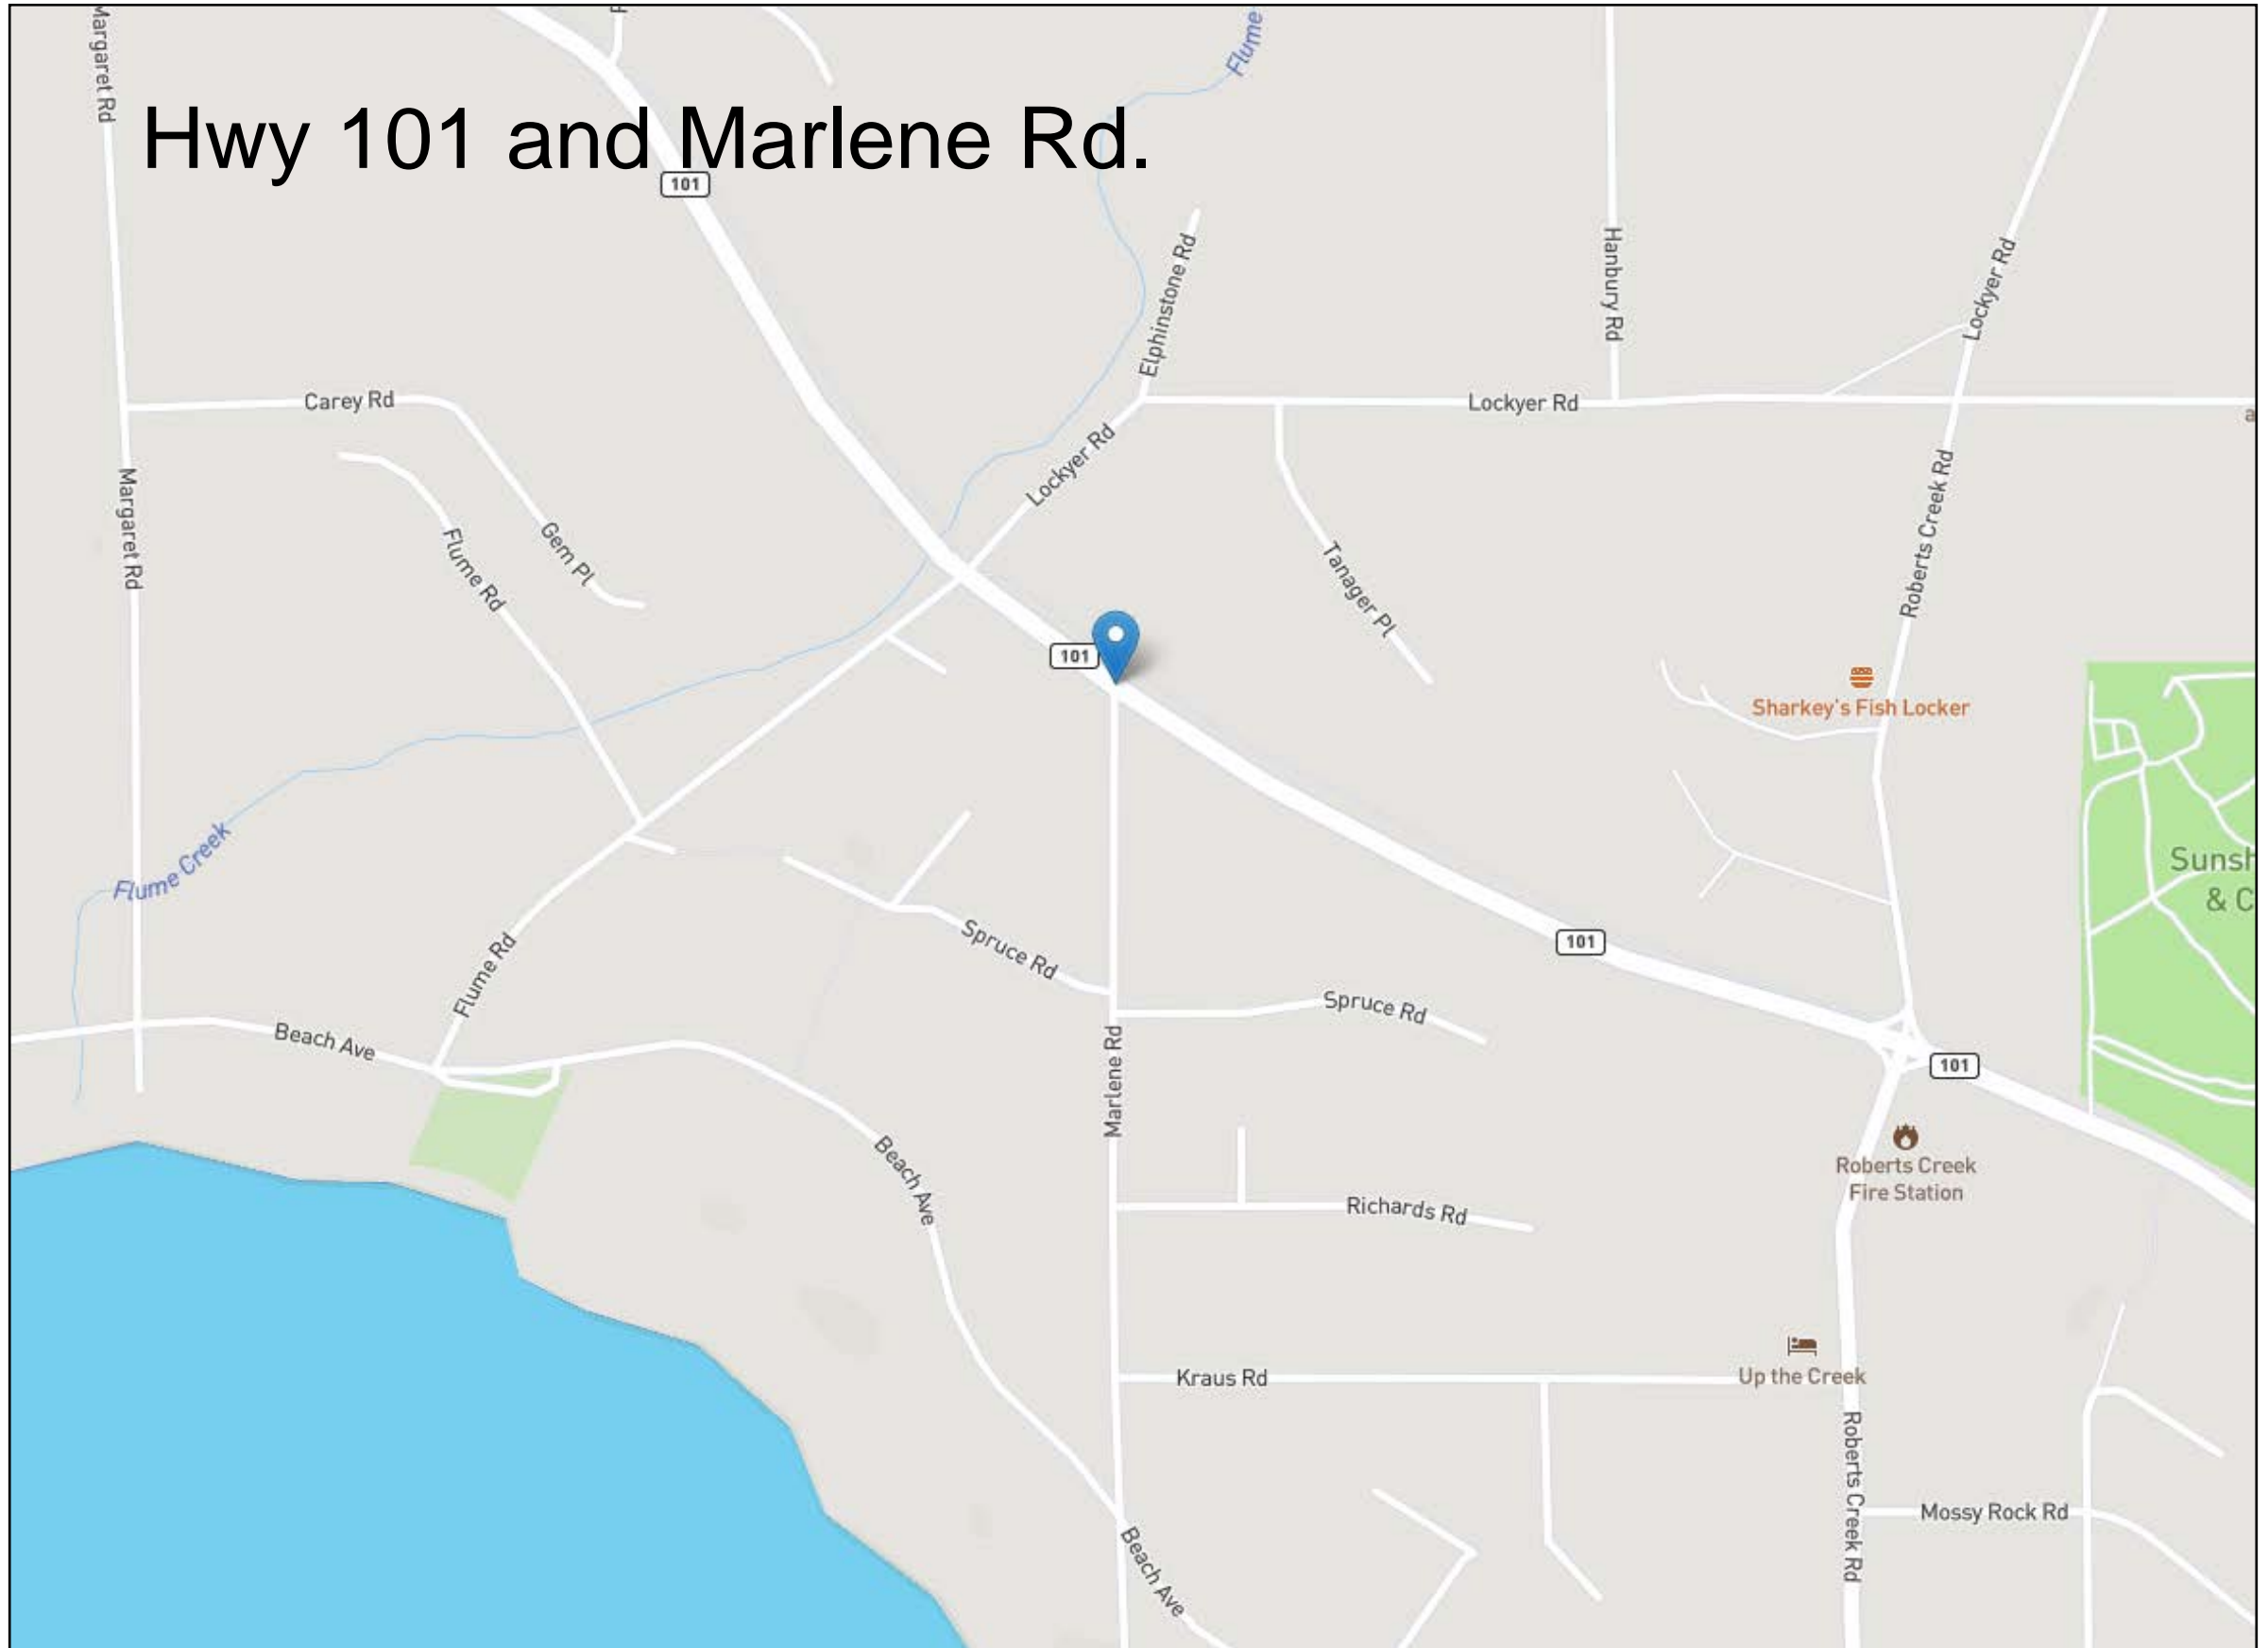 Margaret Rd
Flume
Hwy 101 and Marlene Rd.
101
Elphinstone Rd
Hanbury Rd
Lockyer Rd
Carey Rd
Lockyer Rd
Lockyer Rd
Margaret Rd
Flume Rd
Gem Pl
Tanager Pl
Roberts Creek Rd
101
Sharkey's Fish Locker
Flume Creek
Sunsh
& C
Flume Rd
Spruce Rd
101
Spruce Rd
Beach Ave
Marlene Rd
101
Beach Ave
Roberts Creek
Fire Station
Richards Rd
Kraus Rd
Up the Creek
Roberts Creek Rd
Mossy Rock Rd
Beach Ave